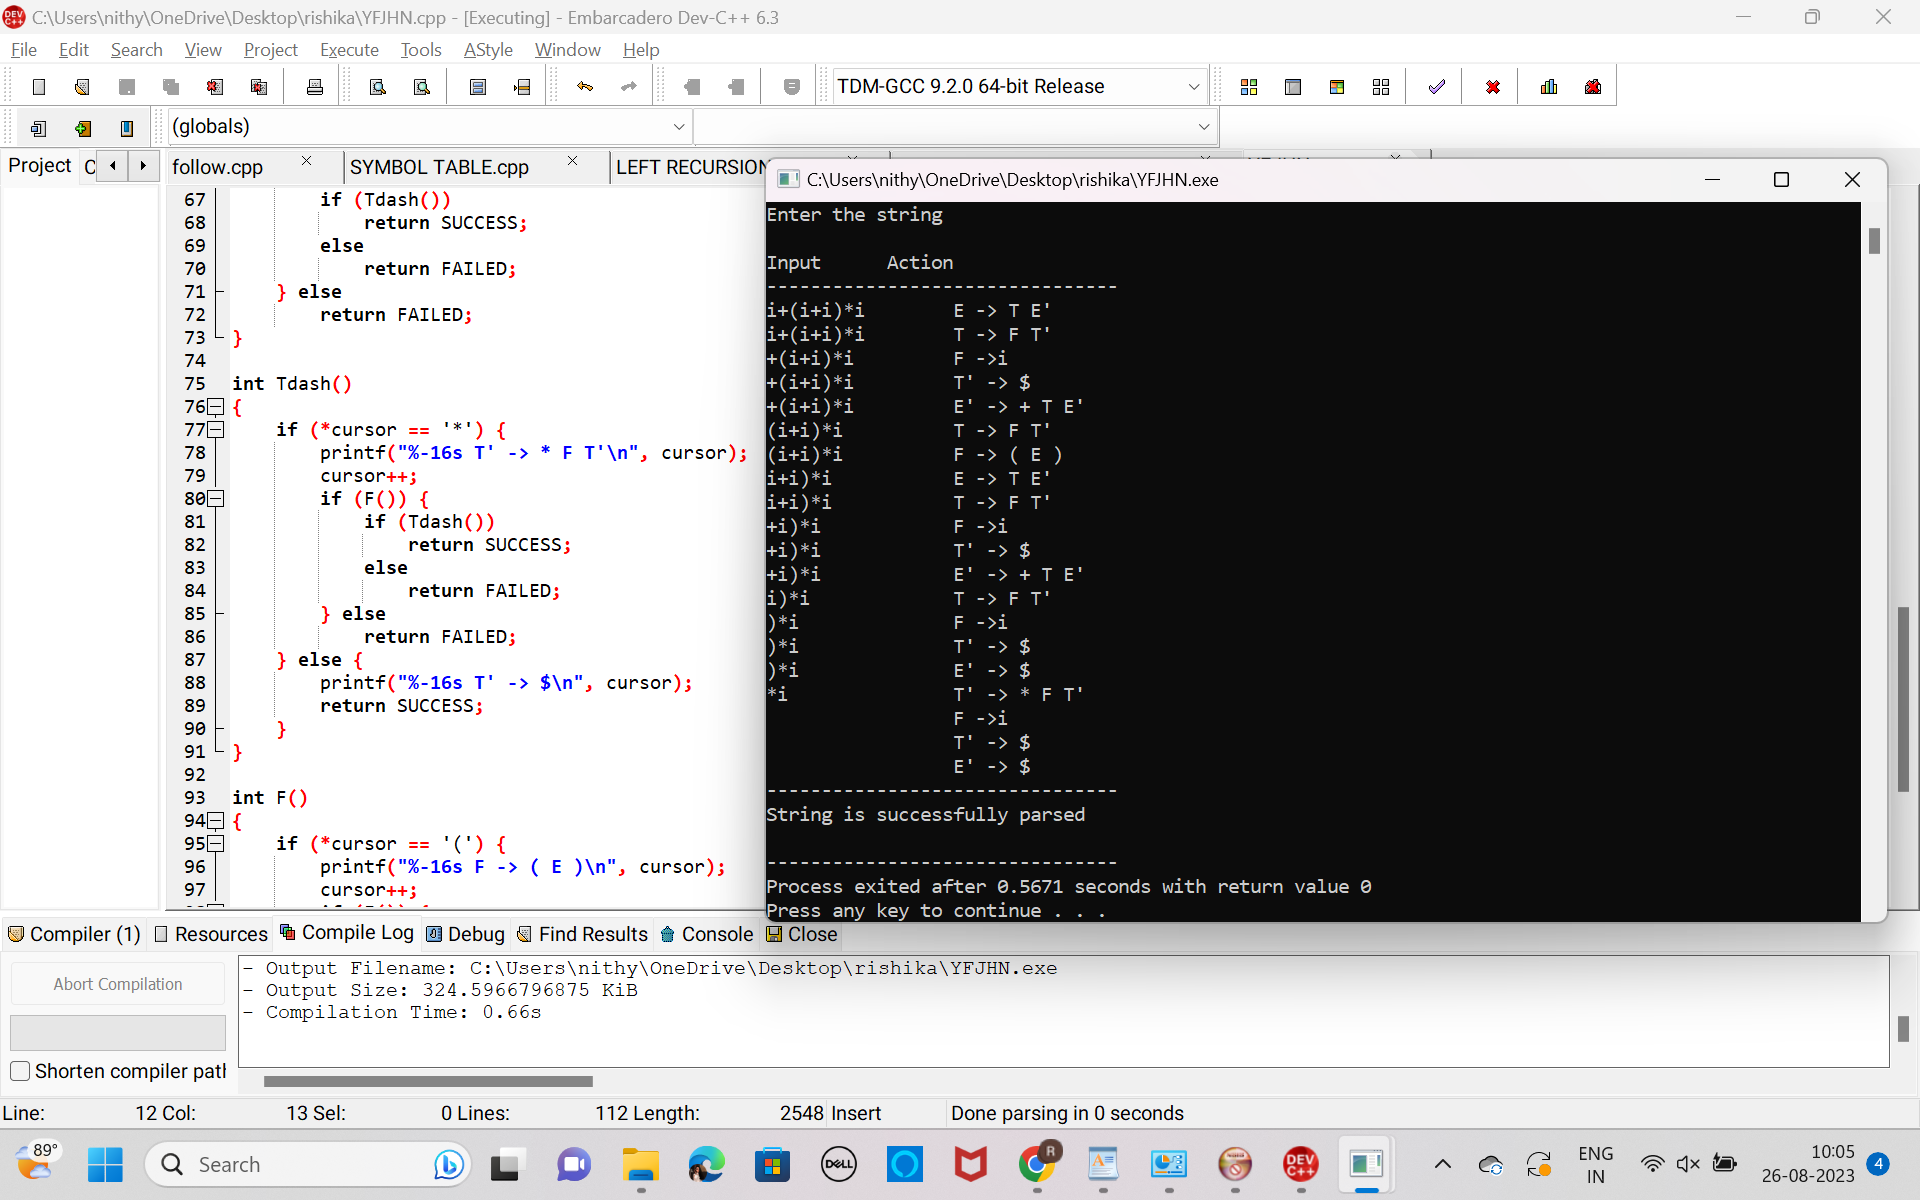 C:\Users\nithy\OneDrive\Desktop\rishika\YFJHN.cpp - [Executing] - Embarcadero Dev-C++ 6.3
File Edit Search View Project Execute Tools AStyle Window Help
TDM-GCC 9.2.0 64-bit Release
(globals)
Project
follow.cpp SYMBOL TABLE.cpp LEFT RECURSION
67 if (Tdash())
68 return SUCCESS;
69 else
70 return FAILED;
71 } else
72 return FAILED;
73 }
74
75 int Tdash()
76 {
77 if (*cursor == '*') {
78 printf("%-16s T' -> * F T'\n", cursor);
79 cursor++;
80 if (F()) {
81 if (Tdash())
82 return SUCCESS;
83 else
84 return FAILED;
85 } else
86 return FAILED;
87 } else {
88 printf("%-16s T' -> $\n", cursor);
89 return SUCCESS;
90 }
91 }
92
93 int F()
94 {
95 if (*cursor == '(') {
96 printf("%-16s F -> ( E )\n", cursor);
97 cursor++;
C:\Users\nithy\OneDrive\Desktop\rishika\YFJHN.exe
Enter the string
Input Action
--------------------------------
i+(i+i)*i E -> T E'
i+(i+i)*i T -> F T'
+(i+i)*i F ->i
+(i+i)*i T' -> $
+(i+i)*i E' -> + T E'
(i+i)*i T -> F T'
(i+i)*i F -> ( E )
i+i)*i E -> T E'
i+i)*i T -> F T'
+i)*i F ->i
+i)*i T' -> $
+i)*i E' -> + T E'
i)*i T -> F T'
)*i F ->i
)*i T' -> $
)*i E' -> $
*i T' -> * F T'
F ->i
T' -> $
E' -> $
--------------------------------
String is successfully parsed
--------------------------------
Process exited after 0.5671 seconds with return value 0
Press any key to continue . . .
Compiler (1) Resources Compile Log Debug Find Results Console Close
Abort Compilation
Shorten compiler pat
- Output Filename: C:\Users\nithy\OneDrive\Desktop\rishika\YFJHN.exe
- Output Size: 324.5966796875 KiB
- Compilation Time: 0.66s
Line: 12 Col: 13 Sel: 0 Lines: 112 Length: 2548 Insert Done parsing in 0 seconds
89°
Search
DELL
R
DEV C++
ENG
IN
10:05
26-08-2023
4